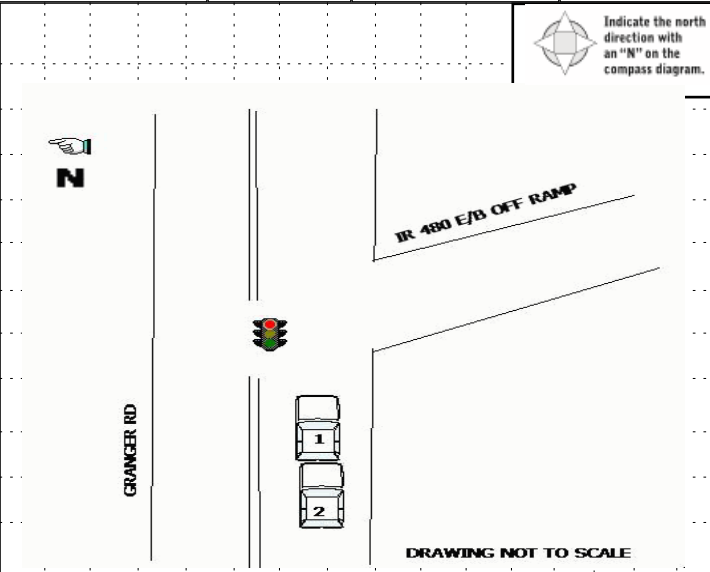 Indicate the north
direction with
an "N" on the
compass diagram.
N
IR 480 E/B OFF RAMP
GRANGER RD
1
2
DRAWING NOT TO SCALE